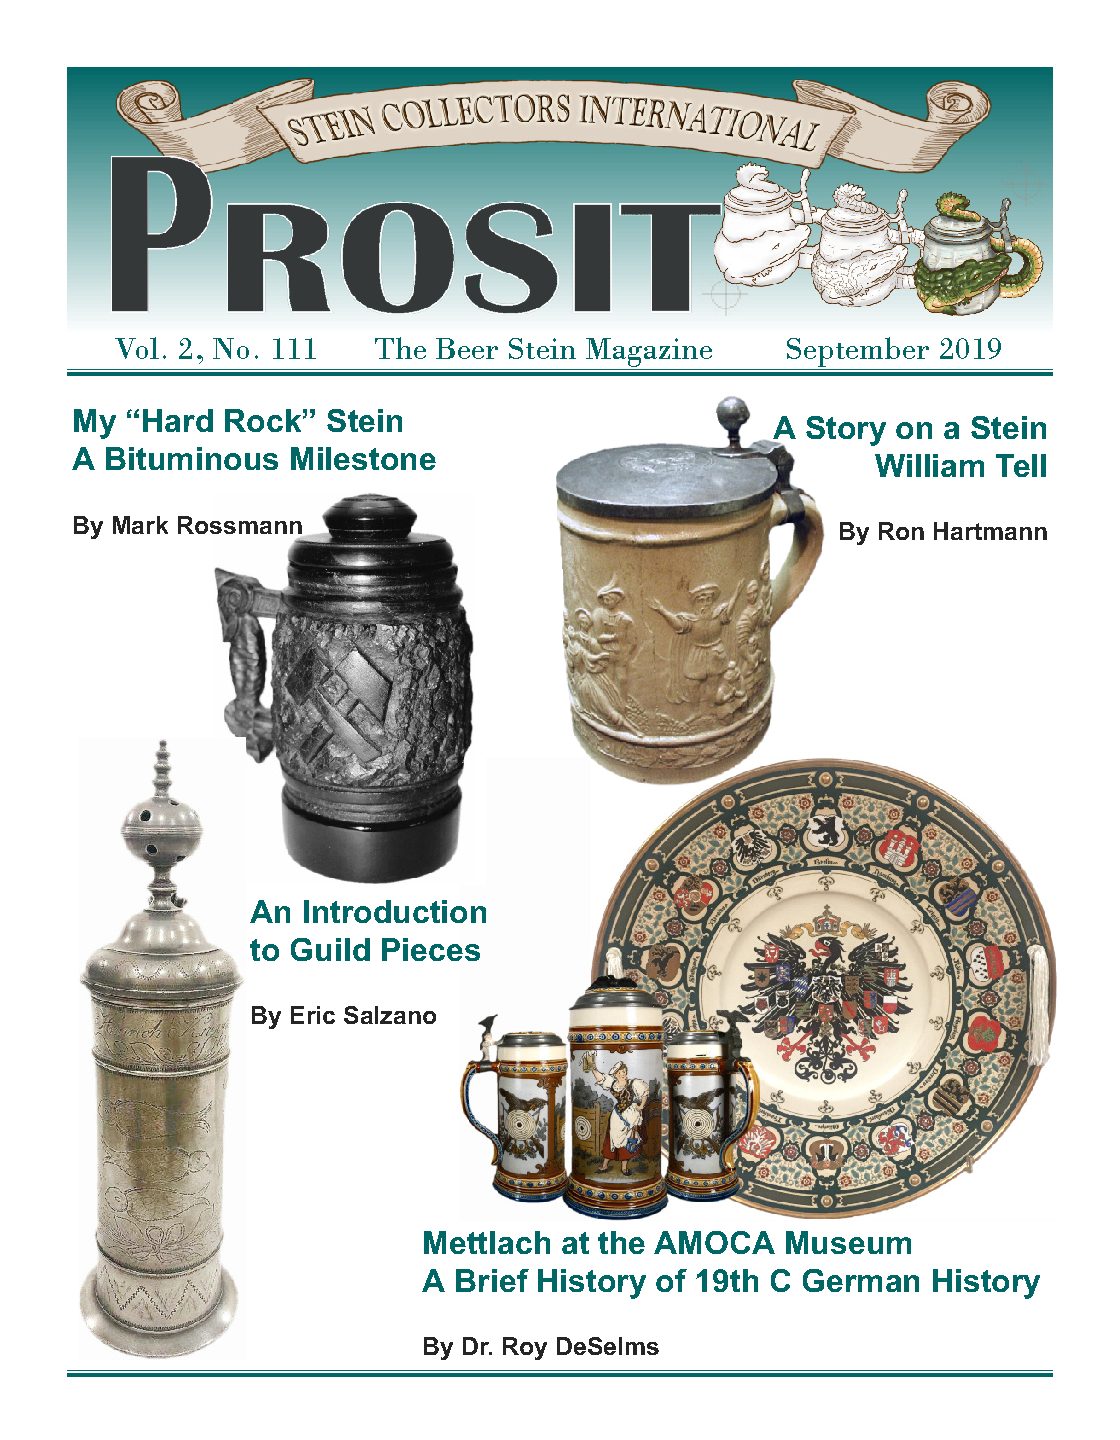 STEIN COLLECTORS INTERNATIONAL
PROSIT
Vol. 2, No. 111 The Beer Stein Magazine September 2019
My “Hard Rock” Stein
A Bituminous Milestone
By Mark Rossmann
A Story on a Stein
William Tell
By Ron Hartmann
An Introduction
to Guild Pieces
By Eric Salzano
Mettlach at the AMOCA Museum
A Brief History of 19th C German History
By Dr. Roy DeSelms